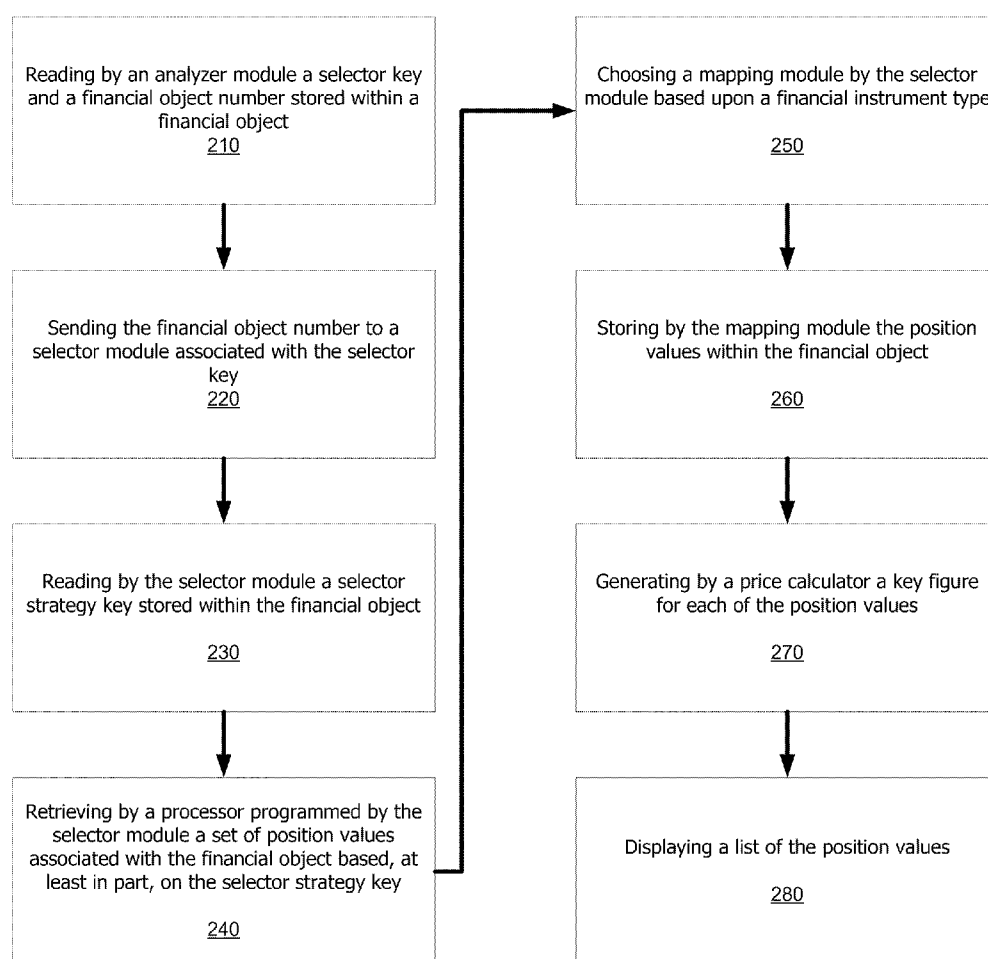 Reading by an analyzer module a selector key
and a financial object number stored within a
financial object
210
Sending the financial object number to a
selector module associated with the selector
key
220
Reading by the selector module a selector
strategy key stored within the financial object
230
Retrieving by a processor programmed by the
selector module a set of position values
associated with the financial object based, at
least in part, on the selector strategy key
240
Choosing a mapping module by the selector
module based upon a financial instrument type
250
Storing by the mapping module the position
values within the financial object
260
Generating by a price calculator a key figure
for each of the position values
270
Displaying a list of the position values
280